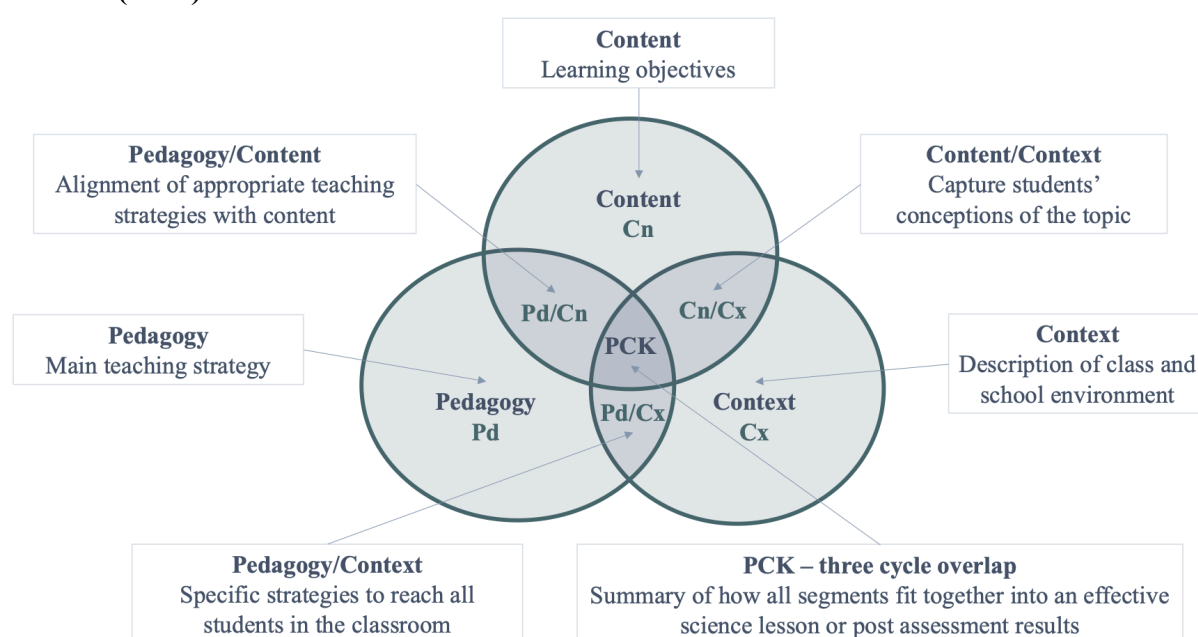 Content
Learning objectives
Pedagogy/Content
Alignment of appropriate teaching
strategies with content
Content/Context
Capture students’
conceptions of the topic
Content
Cn
Pd/Cn
Cn/Cx
PCK
Pedagogy
Main teaching strategy
Context
Description of class and
school environment
Pedagogy
Pd
Pd/Cx
Context
Cx
Pedagogy/Context
Specific strategies to reach all
students in the classroom
PCK – three cycle overlap
Summary of how all segments fit together into an effective
science lesson or post assessment results